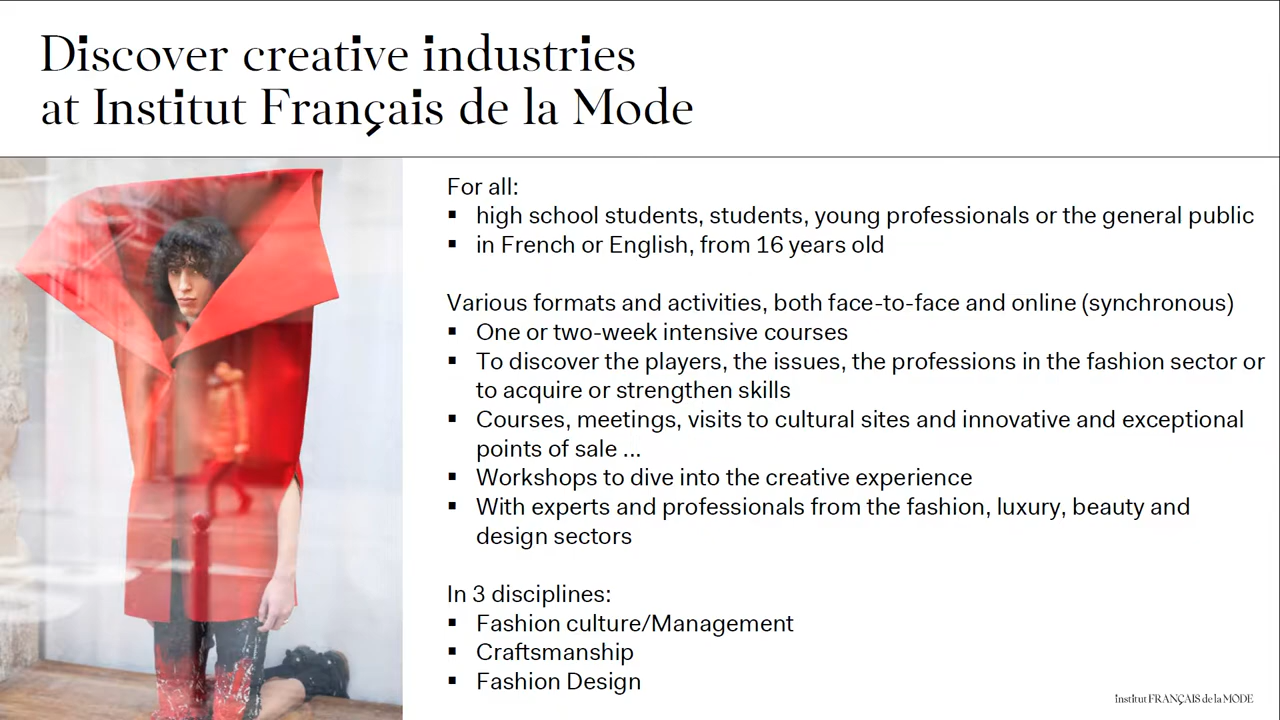 Discover creative industries
at Institut Français de la Mode
For all:
▪ high school students, students, young professionals or the general public
▪ in French or English, from 16 years old
Various formats and activities, both face-to-face and online (synchronous)
▪ One or two-week intensive courses
▪ To discover the players, the issues, the professions in the fashion sector or
to acquire or strengthen skills
▪ Courses, meetings, visits to cultural sites and innovative and exceptional
points of sale ...
▪ Workshops to dive into the creative experience
▪ With experts and professionals from the fashion, luxury, beauty and
design sectors
In 3 disciplines:
▪ Fashion culture/Management
▪ Craftsmanship
▪ Fashion Design
institut FRANÇAIS de la MODE